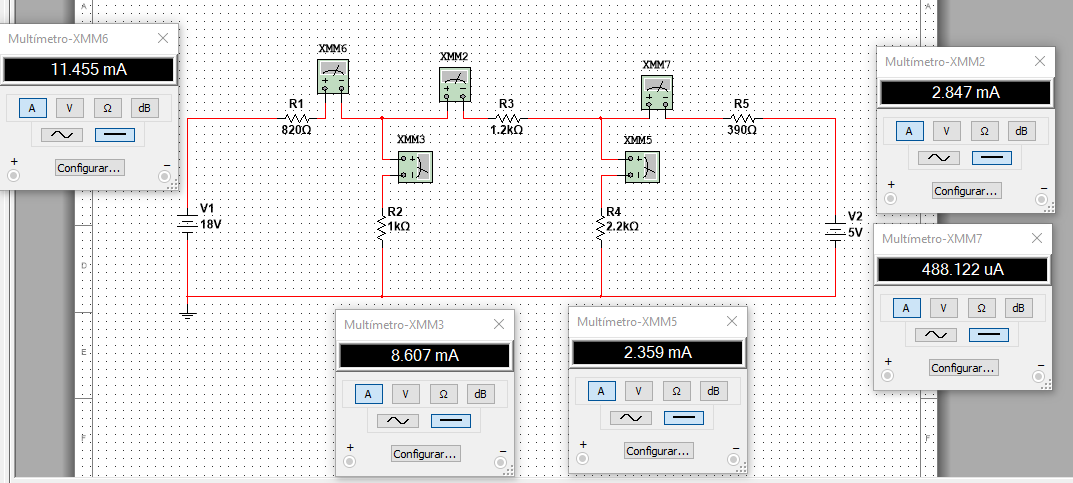 A
A
Multímetro-XMM6
11.455 mA
A V Ω dB
+ −
Configurar...
XMM6
XMM2
XMM7
R1
820Ω
R3
1.2kΩ
R5
390Ω
XMM3
XMM5
R2
1kΩ
R4
2.2kΩ
V1
18V
V2
5V
Multímetro-XMM2
2.847 mA
A V Ω dB
+ −
Configurar...
Multímetro-XMM7
488.122 uA
A V Ω dB
+ −
Configurar...
D
E
F
F
Multímetro-XMM3
8.607 mA
A V Ω dB
+ −
Configurar...
Multímetro-XMM5
2.359 mA
A V Ω dB
+ −
Configurar...